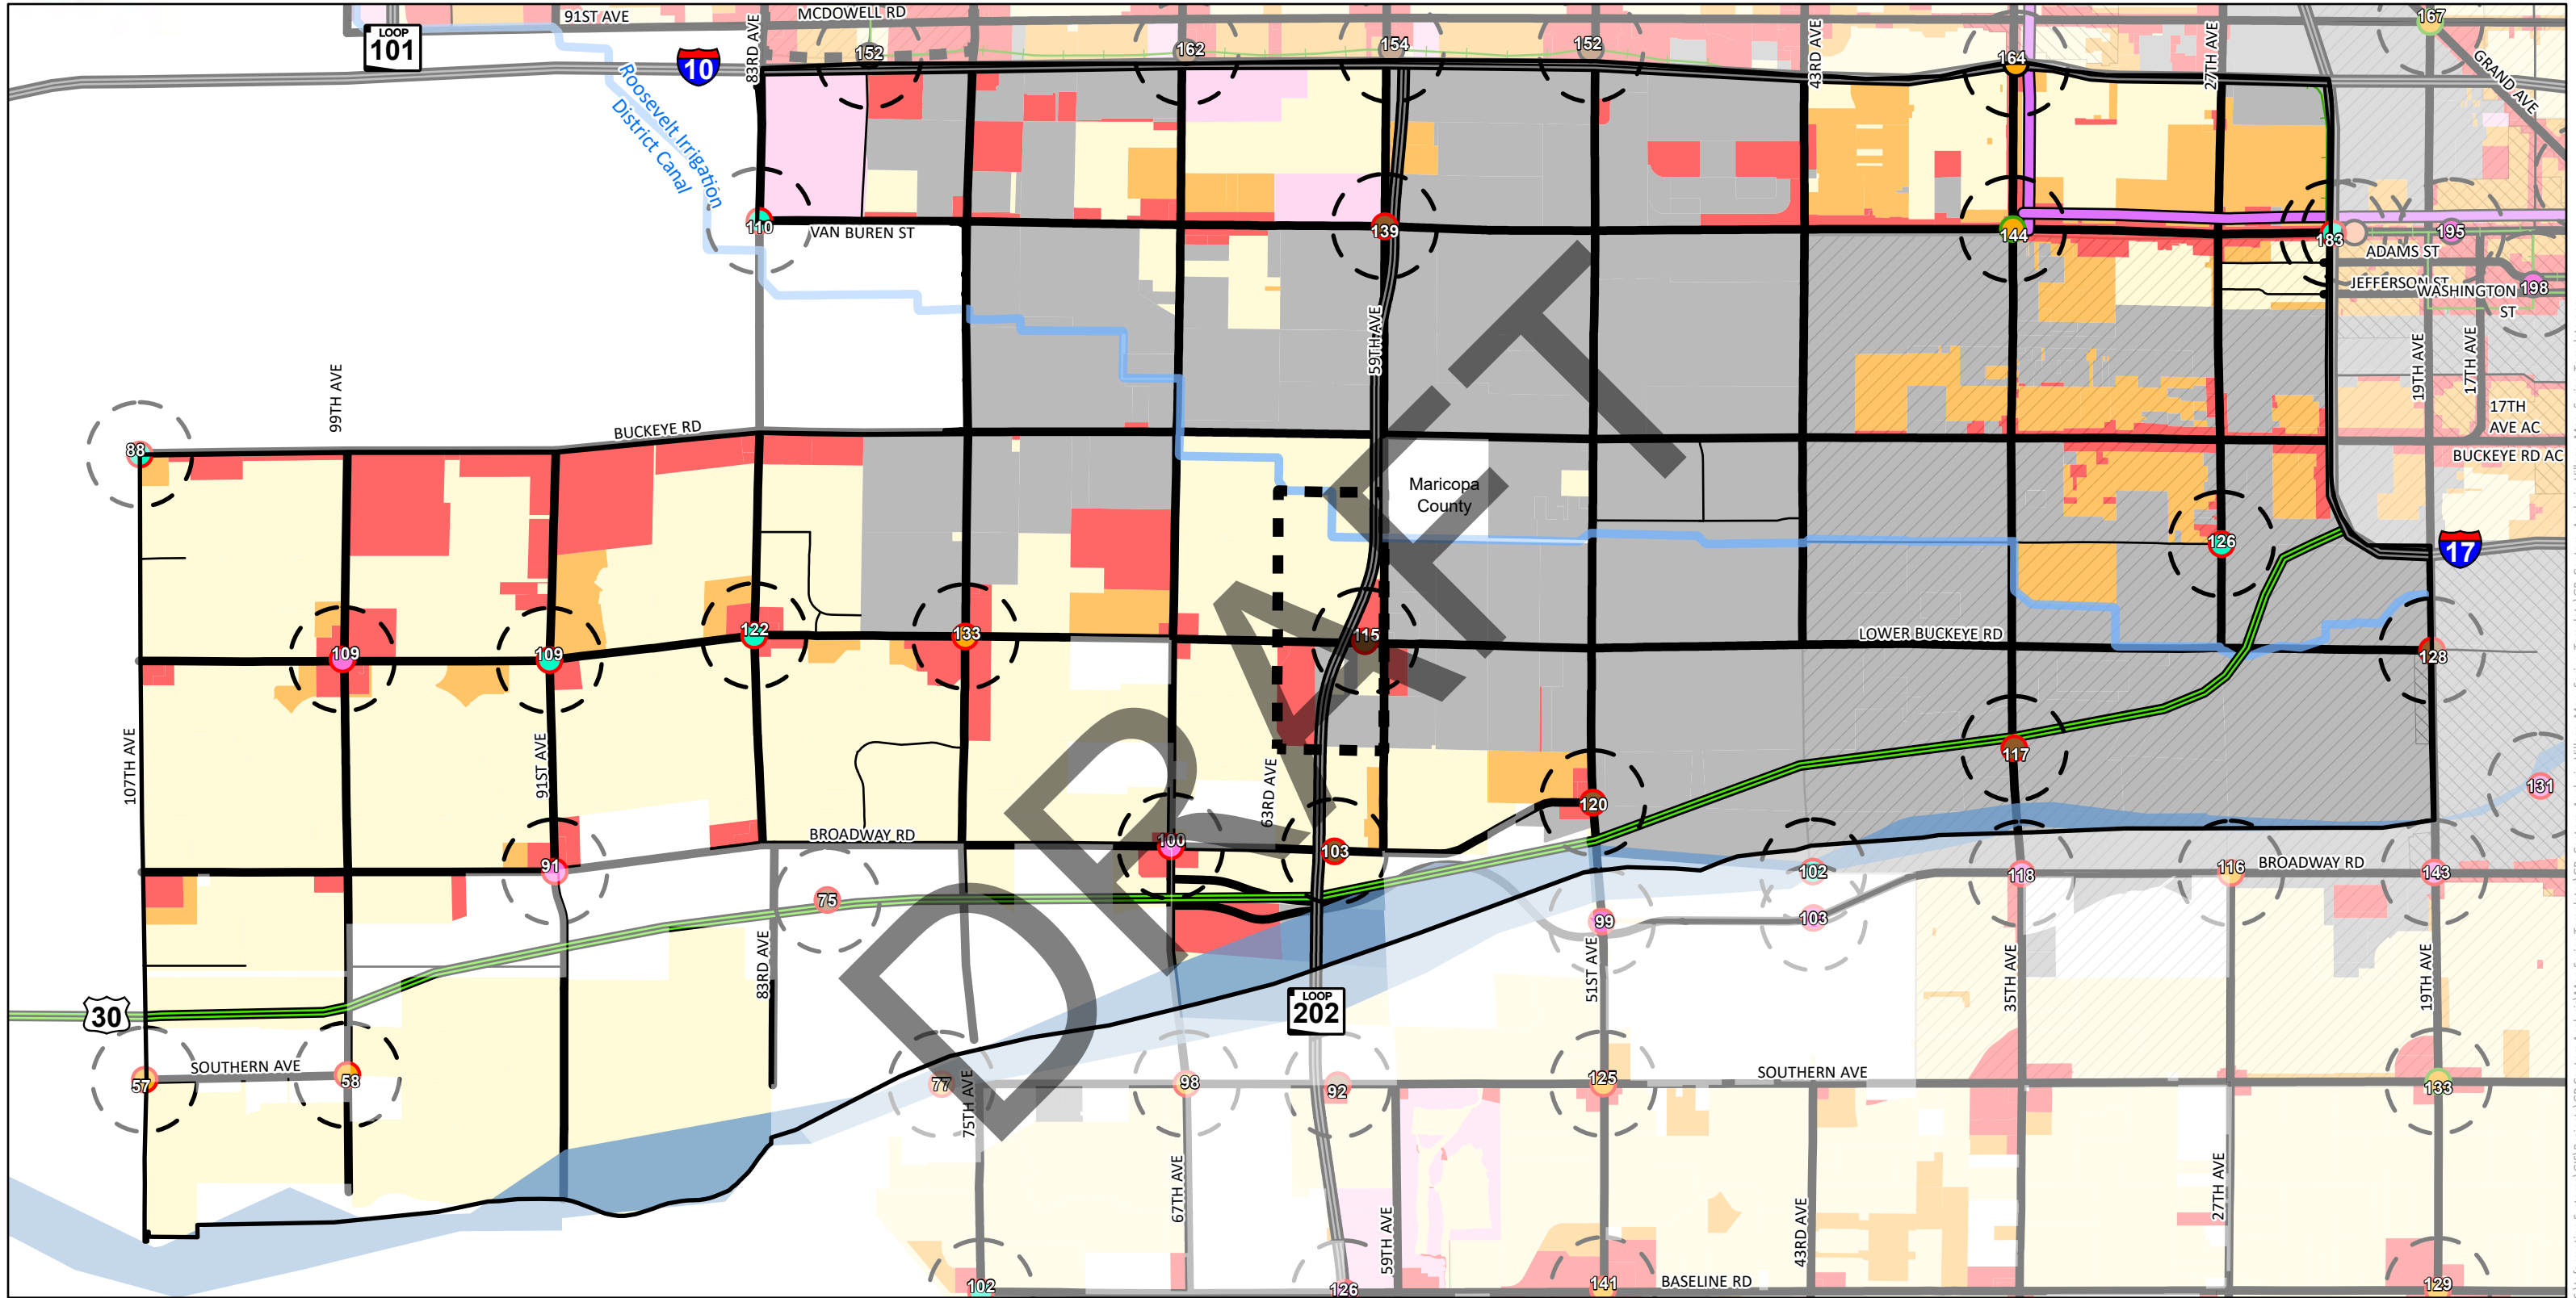 91ST AVE
MCDOWELL RD
LOOP
101
10
83RD AVE
152
162
154
152
43RD AVE
164
27TH AVE
167
GRAND AVE
Roosevelt Irrigation
District Canal
110
VAN BUREN ST
139
144
183
195
ADAMS ST
JEFFERSON ST
WASHINGTON
ST
198
59TH AVE
99TH AVE
19TH AVE
17TH AVE
17TH
AVE AC
BUCKEYE RD
BUCKEYE RD AC
88
Maricopa
County
126
17
109
109
122
133
115
LOWER BUCKEYE RD
128
107TH AVE
91ST AVE
63RD AVE
117
131
120
BROADWAY RD
100
103
91
75
102
118
116
BROADWAY RD
143
99
103
83RD AVE
51ST AVE
35TH AVE
19TH AVE
30
LOOP
202
DRAFT
SOUTHERN AVE
57
58
77
75TH AVE
98
92
125
SOUTHERN AVE
133
67TH AVE
59TH AVE
43RD AVE
27TH AVE
102
126
141
BASELINE RD
129